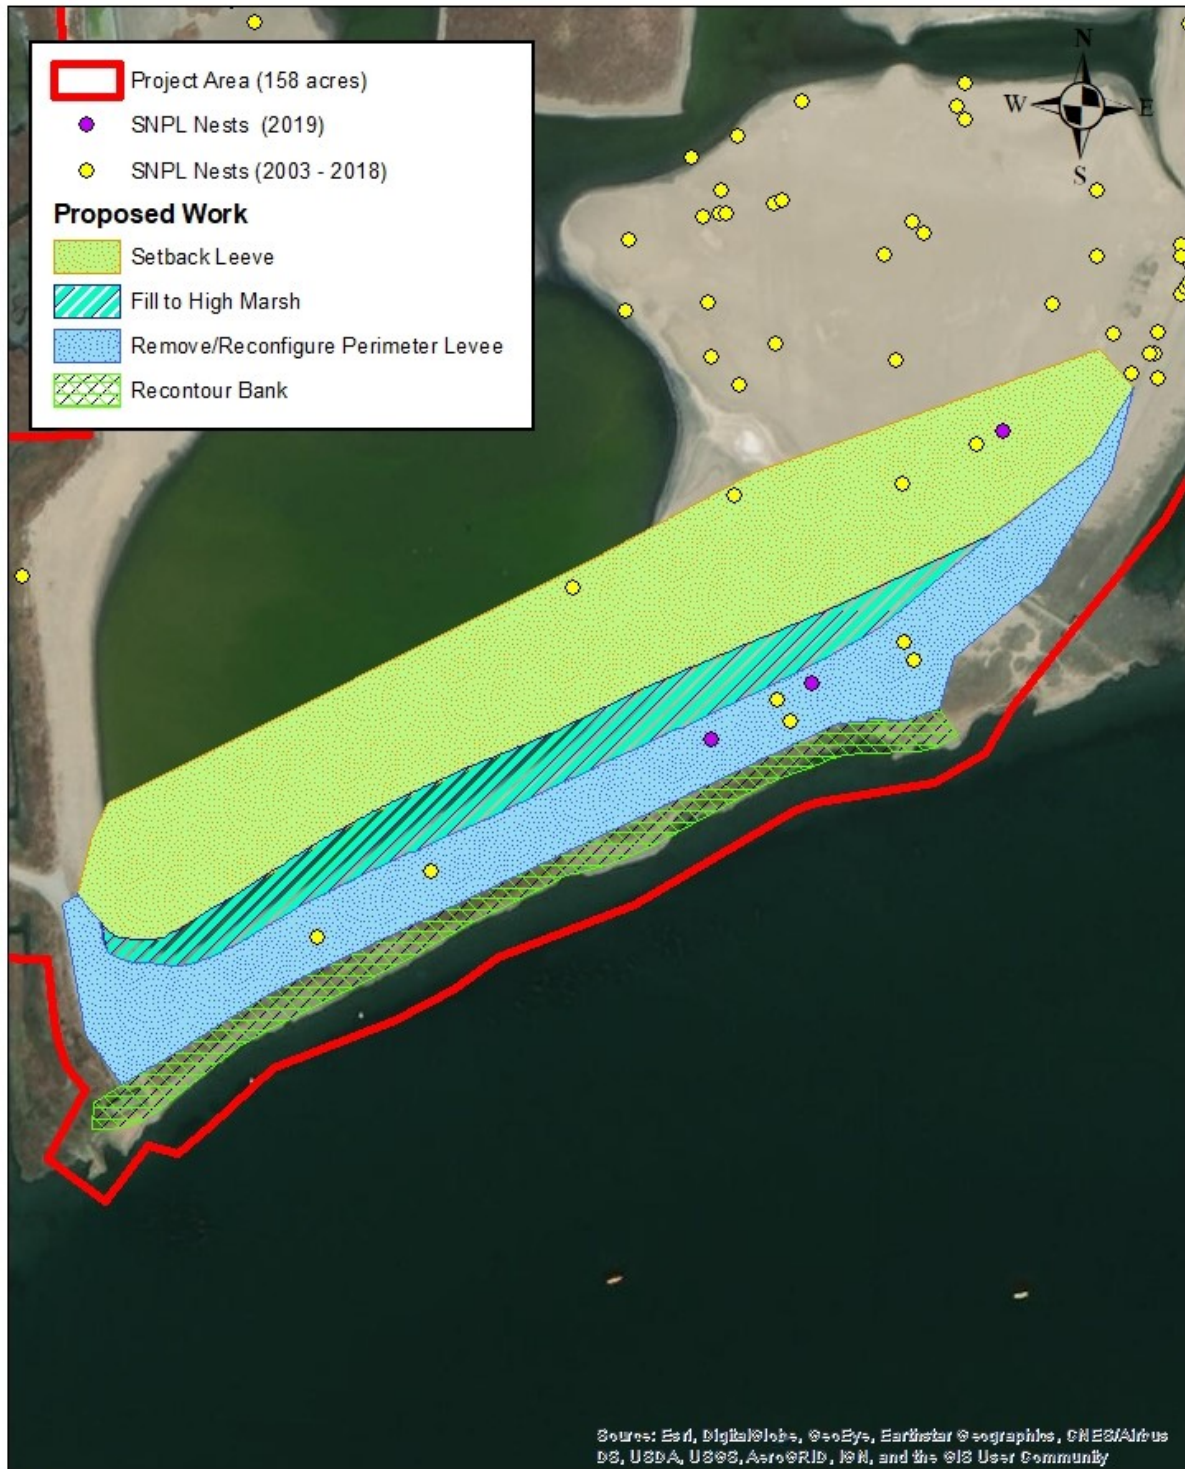 Project Area (158 acres)
SNPL Nests (2019)
SNPL Nests (2003 - 2018)
Proposed Work
Setback Leeve
Fill to High Marsh
Remove/Reconfigure Perimeter Levee
Recontour Bank
N
W E
S
Source: Esri, DigitalGlobe, GeoEye, Earthstar Geographics, CNES/Airbus
DS, USDA, USGS, AeroGRID, IGN, and the GIS User Community